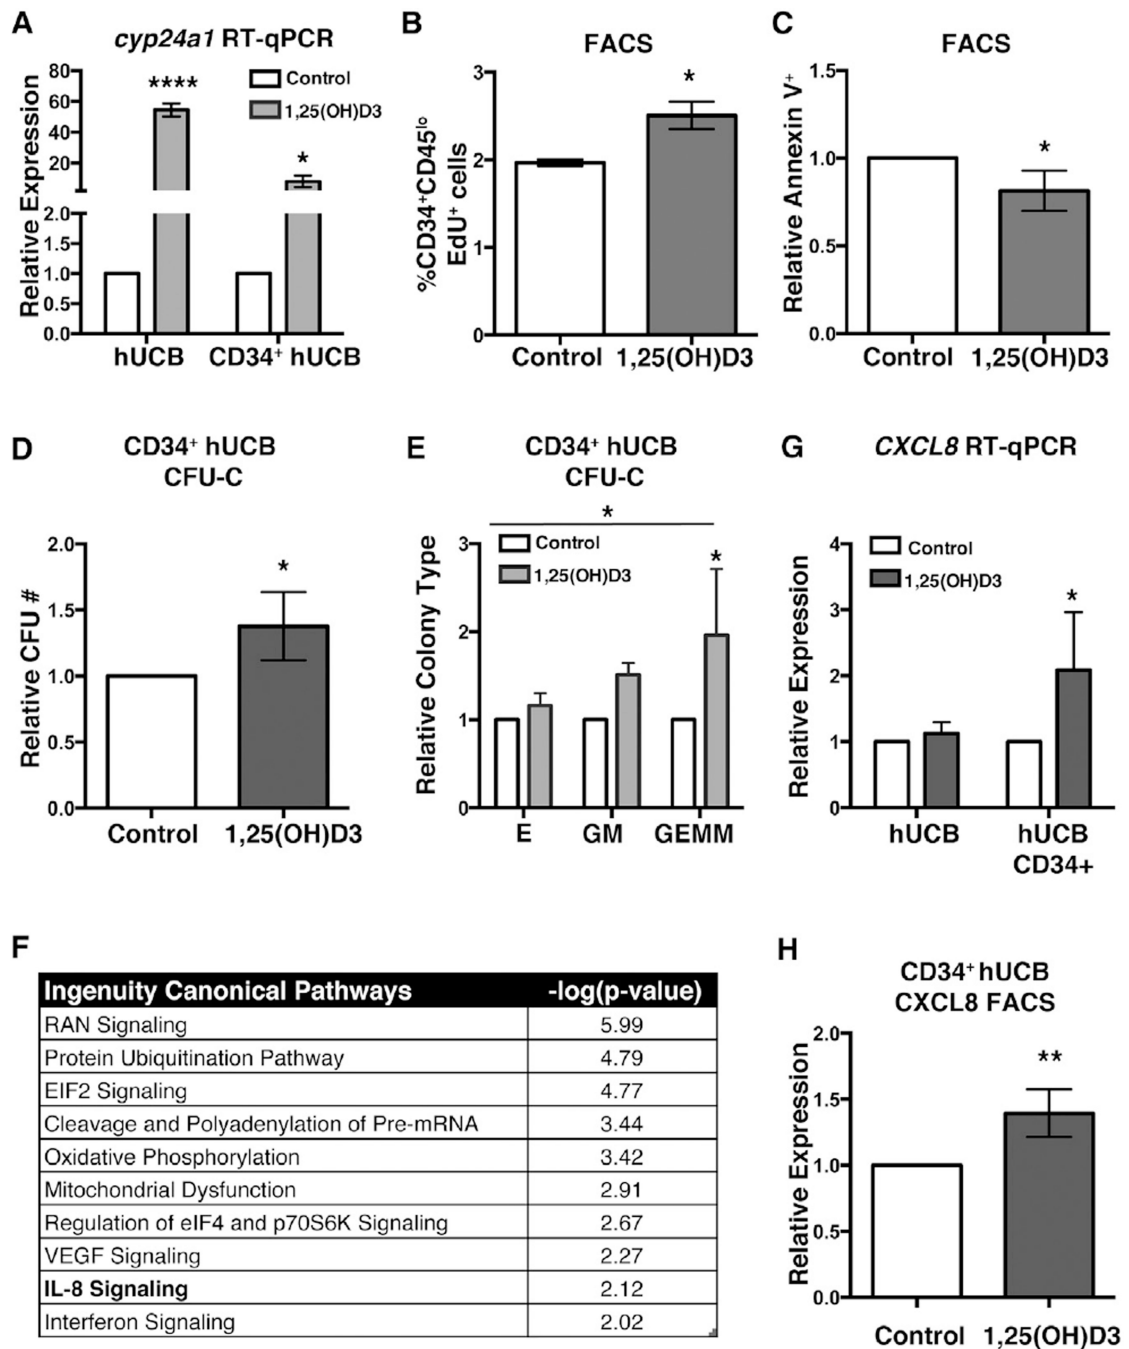 A
cyp24a1 RT-qPCR
Relative Expression
80
60
40
20
2.0
1.5
1.0
0.5
0.0
****
*
Control
1,25(OH)D3
hUCB
CD34+ hUCB
B
FACS
%CD34+CD45lo
EdU+ cells
3
2
1
0
*
Control
1,25(OH)D3
C
FACS
Relative Annexin V+
1.5
1.0
0.5
0.0
*
Control
1,25(OH)D3
D
CD34+ hUCB
CFU-C
Relative CFU #
2.0
1.5
1.0
0.5
0.0
*
Control
1,25(OH)D3
E
CD34+ hUCB
CFU-C
Relative Colony Type
*
3
2
1
0
Control
1,25(OH)D3
*
E
GM
GEMM
G
CXCL8 RT-qPCR
Relative Expression
4
3
2
1
0
Control
1,25(OH)D3
*
hUCB
hUCB
CD34+
F
Ingenuity Canonical Pathways -log(p-value)
RAN Signaling 5.99
Protein Ubiquitination Pathway 4.79
EIF2 Signaling 4.77
Cleavage and Polyadenylation of Pre-mRNA 3.44
Oxidative Phosphorylation 3.42
Mitochondrial Dysfunction 2.91
Regulation of eIF4 and p70S6K Signaling 2.67
VEGF Signaling 2.27
IL-8 Signaling 2.12
Interferon Signaling 2.02
H
CD34+ hUCB
CXCL8 FACS
Relative Expression
2.0
1.5
1.0
0.5
0.0
**
Control
1,25(OH)D3